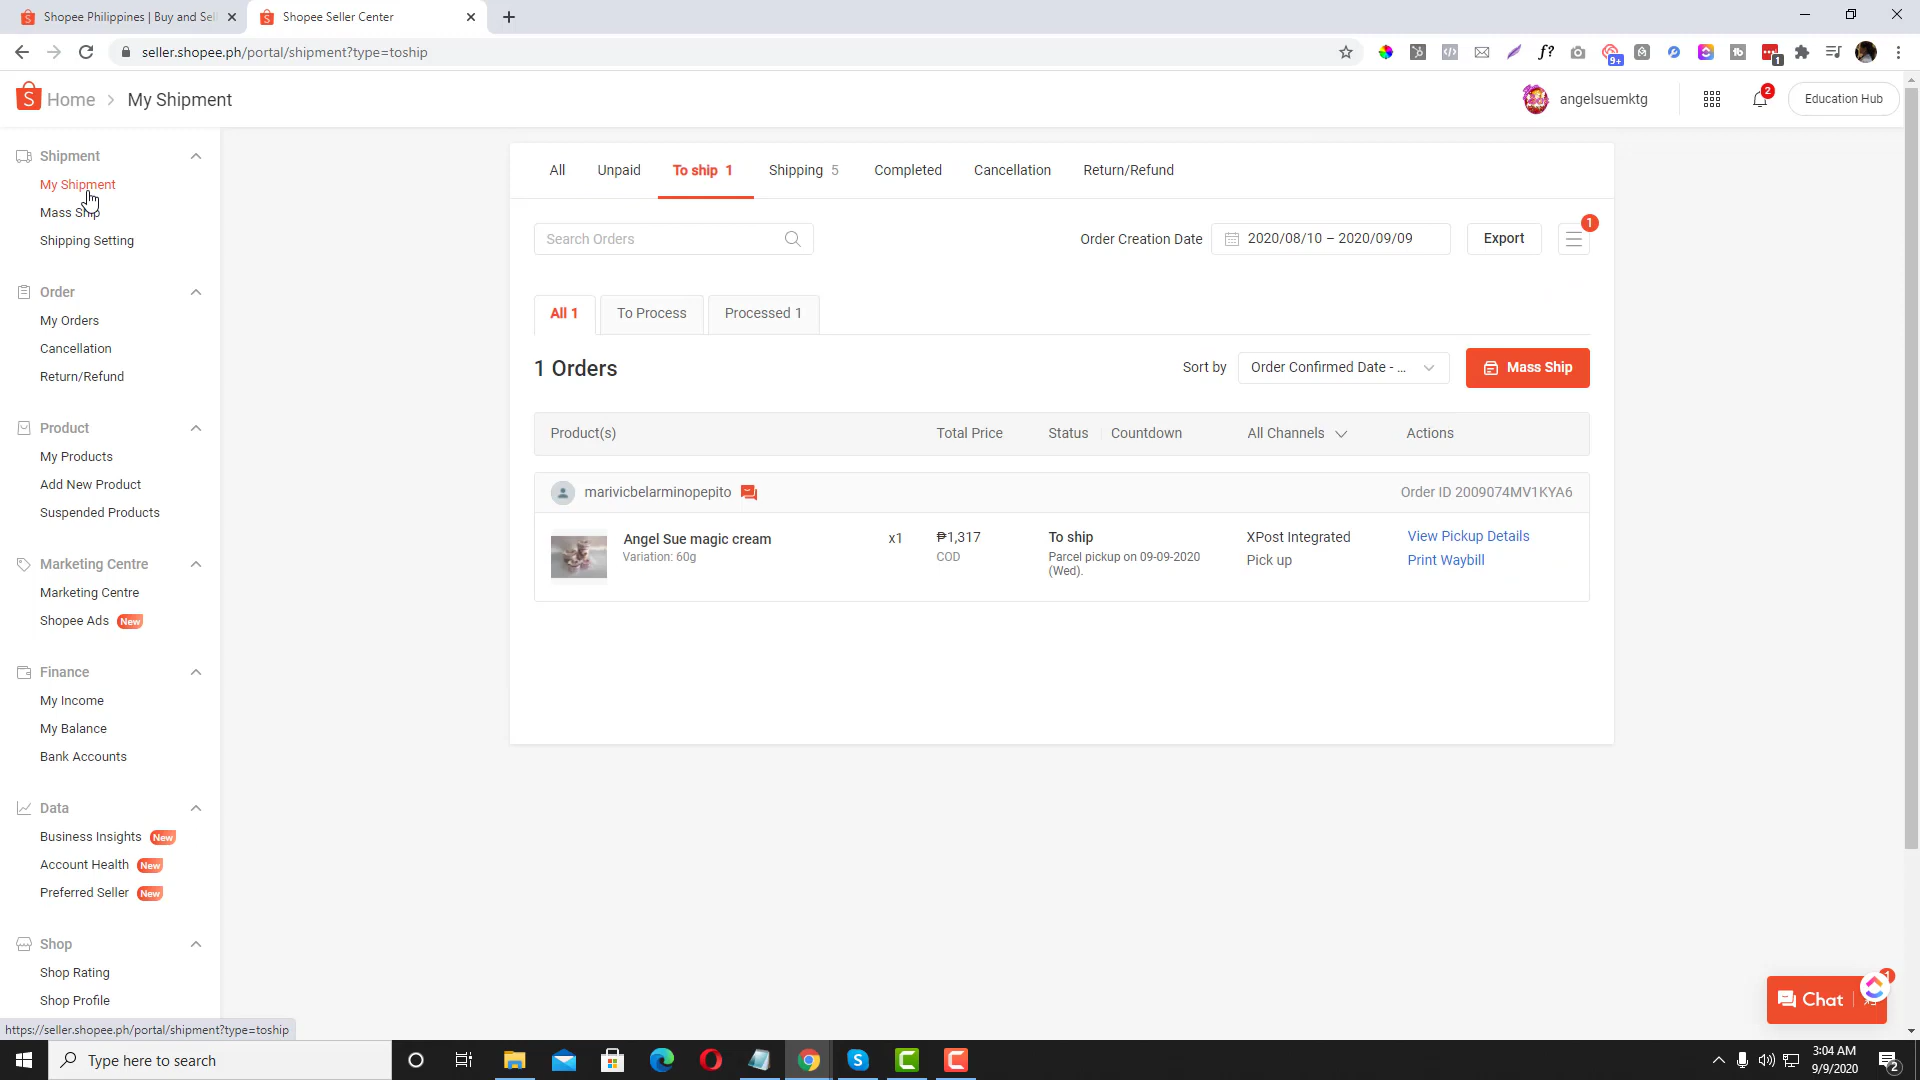 Shopee Philippines | Buy and Sel
Shopee Seller Center
seller.shopee.ph/portal/shipment?type=toship
f?
9+
1
Home > My Shipment
angelsuemktg
2
Education Hub
Shipment
My Shipment
Mass Ship
Shipping Setting
Order
My Orders
Cancellation
Return/Refund
Product
My Products
Add New Product
Suspended Products
Marketing Centre
Marketing Centre
Shopee Ads New
Finance
My Income
My Balance
Bank Accounts
Data
Business Insights New
Account Health New
Preferred Seller New
Shop
Shop Rating
Shop Profile
https://seller.shopee.ph/portal/shipment?type=toship
All Unpaid To ship 1 Shipping 5 Completed Cancellation Return/Refund
Search Orders
Order Creation Date 2020/08/10 – 2020/09/09 Export
1
All 1 To Process Processed 1
1 Orders
Sort by Order Confirmed Date - ... Mass Ship
Product(s) Total Price Status Countdown All Channels Actions
marivicbelarminopepito Order ID 2009074MV1KYA6
Angel Sue magic cream x1 ₱1,317 To ship XPost Integrated View Pickup Details
Variation: 60g COD Parcel pickup on 09-09-2020 Pick up Print Waybill
(Wed).
Chat
1
Type here to search
3:04 AM
9/9/2020
2